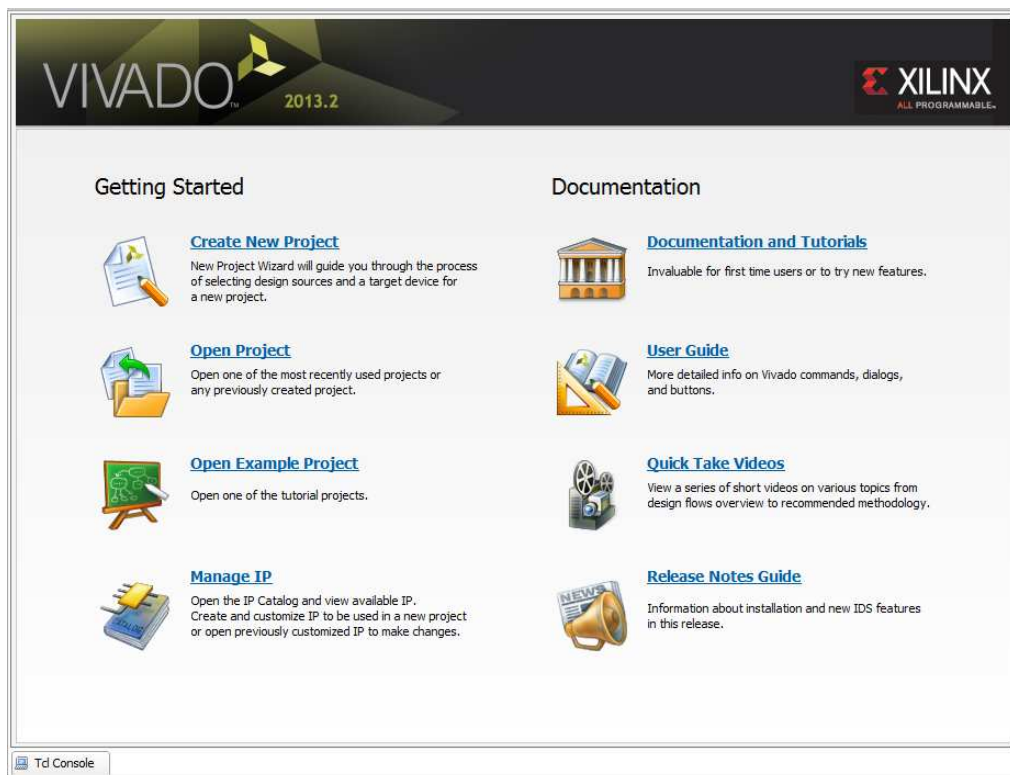 VIVADO™ 2013.2
XILINX
ALL PROGRAMMABLE™
Getting Started
Create New Project
New Project Wizard will guide you through the process
of selecting design sources and a target device for
a new project.
Open Project
Open one of the most recently used projects or
any previously created project.
Open Example Project
Open one of the tutorial projects.
Manage IP
Open the IP Catalog and view available IP.
Create and customize IP to be used in a new project
or open previously customized IP to make changes.
Documentation
Documentation and Tutorials
Invaluable for first time users or to try new features.
User Guide
More detailed info on Vivado commands, dialogs,
and buttons.
Quick Take Videos
View a series of short videos on various topics from
design flows overview to recommended methodology.
Release Notes Guide
Information about installation and new IDS features
in this release.
NEWS
CATALOG
Tcl Console